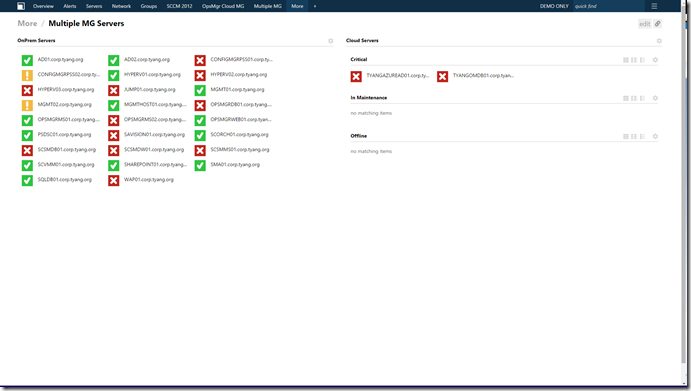 Overview Alerts Servers Network Groups SCCM 2012 OpsMgr Cloud MG Multiple MG More + DEMO ONLY quick find
More / Multiple MG Servers edit
OnPrem Servers
AD01.corp.tyang.org AD02.corp.tyang.org CONFIGMGRPSS01.corp.ty...
CONFIGMGRPSS02.corp.ty... HYPERV01.corp.tyang.org HYPERV02.corp.tyang.org
HYPERV03.corp.tyang.org JUMP01.corp.tyang.org MGMT01.corp.tyang.org
MGMT02.corp.tyang.org MGMTHOST01.corp.tyang... OPSMGRDB01.corp.tyang....
OPSMGRMS01.corp.tyang.... OPSMGRMS02.corp.tyang.... OPSMGRWEB01.corp.tyan...
PSDSC01.corp.tyang.org SAVISION01.corp.tyang.org SCORCH01.corp.tyang.org
SCSMDB01.corp.tyang.org SCSMDW01.corp.tyang.org SCSMMS01.corp.tyang.org
SCVMM01.corp.tyang.org SHAREPOINT01.corp.tyang... SMA01.corp.tyang.org
SQLDB01.corp.tyang.org WAP01.corp.tyang.org
Cloud Servers
Critical
TYANGAZUREAD01.corp.ty... TYANGOMDB01.corp.tyan...
In Maintenance
no matching items
Offline
no matching items